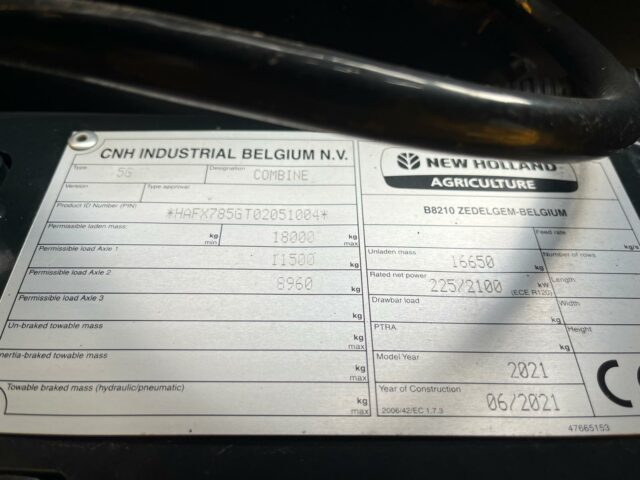 CNH INDUSTRIAL BELGIUM N.V.
Type 5G Designation COMBINE
Version Type approval
Product ID Number (PIN) *HAFX785GT02051004*
Permissible laden mass: kg min 18000 kg max
Permissible load Axle 1 11500 kg max
Permissible load Axle 2 8960 kg max
Permissible load Axle 3 kg max
Un-braked towable mass kg max
Inertia-braked towable mass kg max
Towable braked mass (hydraulic/pneumatic) kg max
NEW HOLLAND
AGRICULTURE
B8210 ZEDELGEM-BELGIUM
Feed rate kg/s
Unladen mass 16650 kg Number of rows
Rated net power 225/2100 kW (ECE R120) Length
Drawbar load kg Width
PTRA kg Height
Model Year 2021
Year of Construction 06/2021
2006/42/EC 1.7.3
CE
47665153